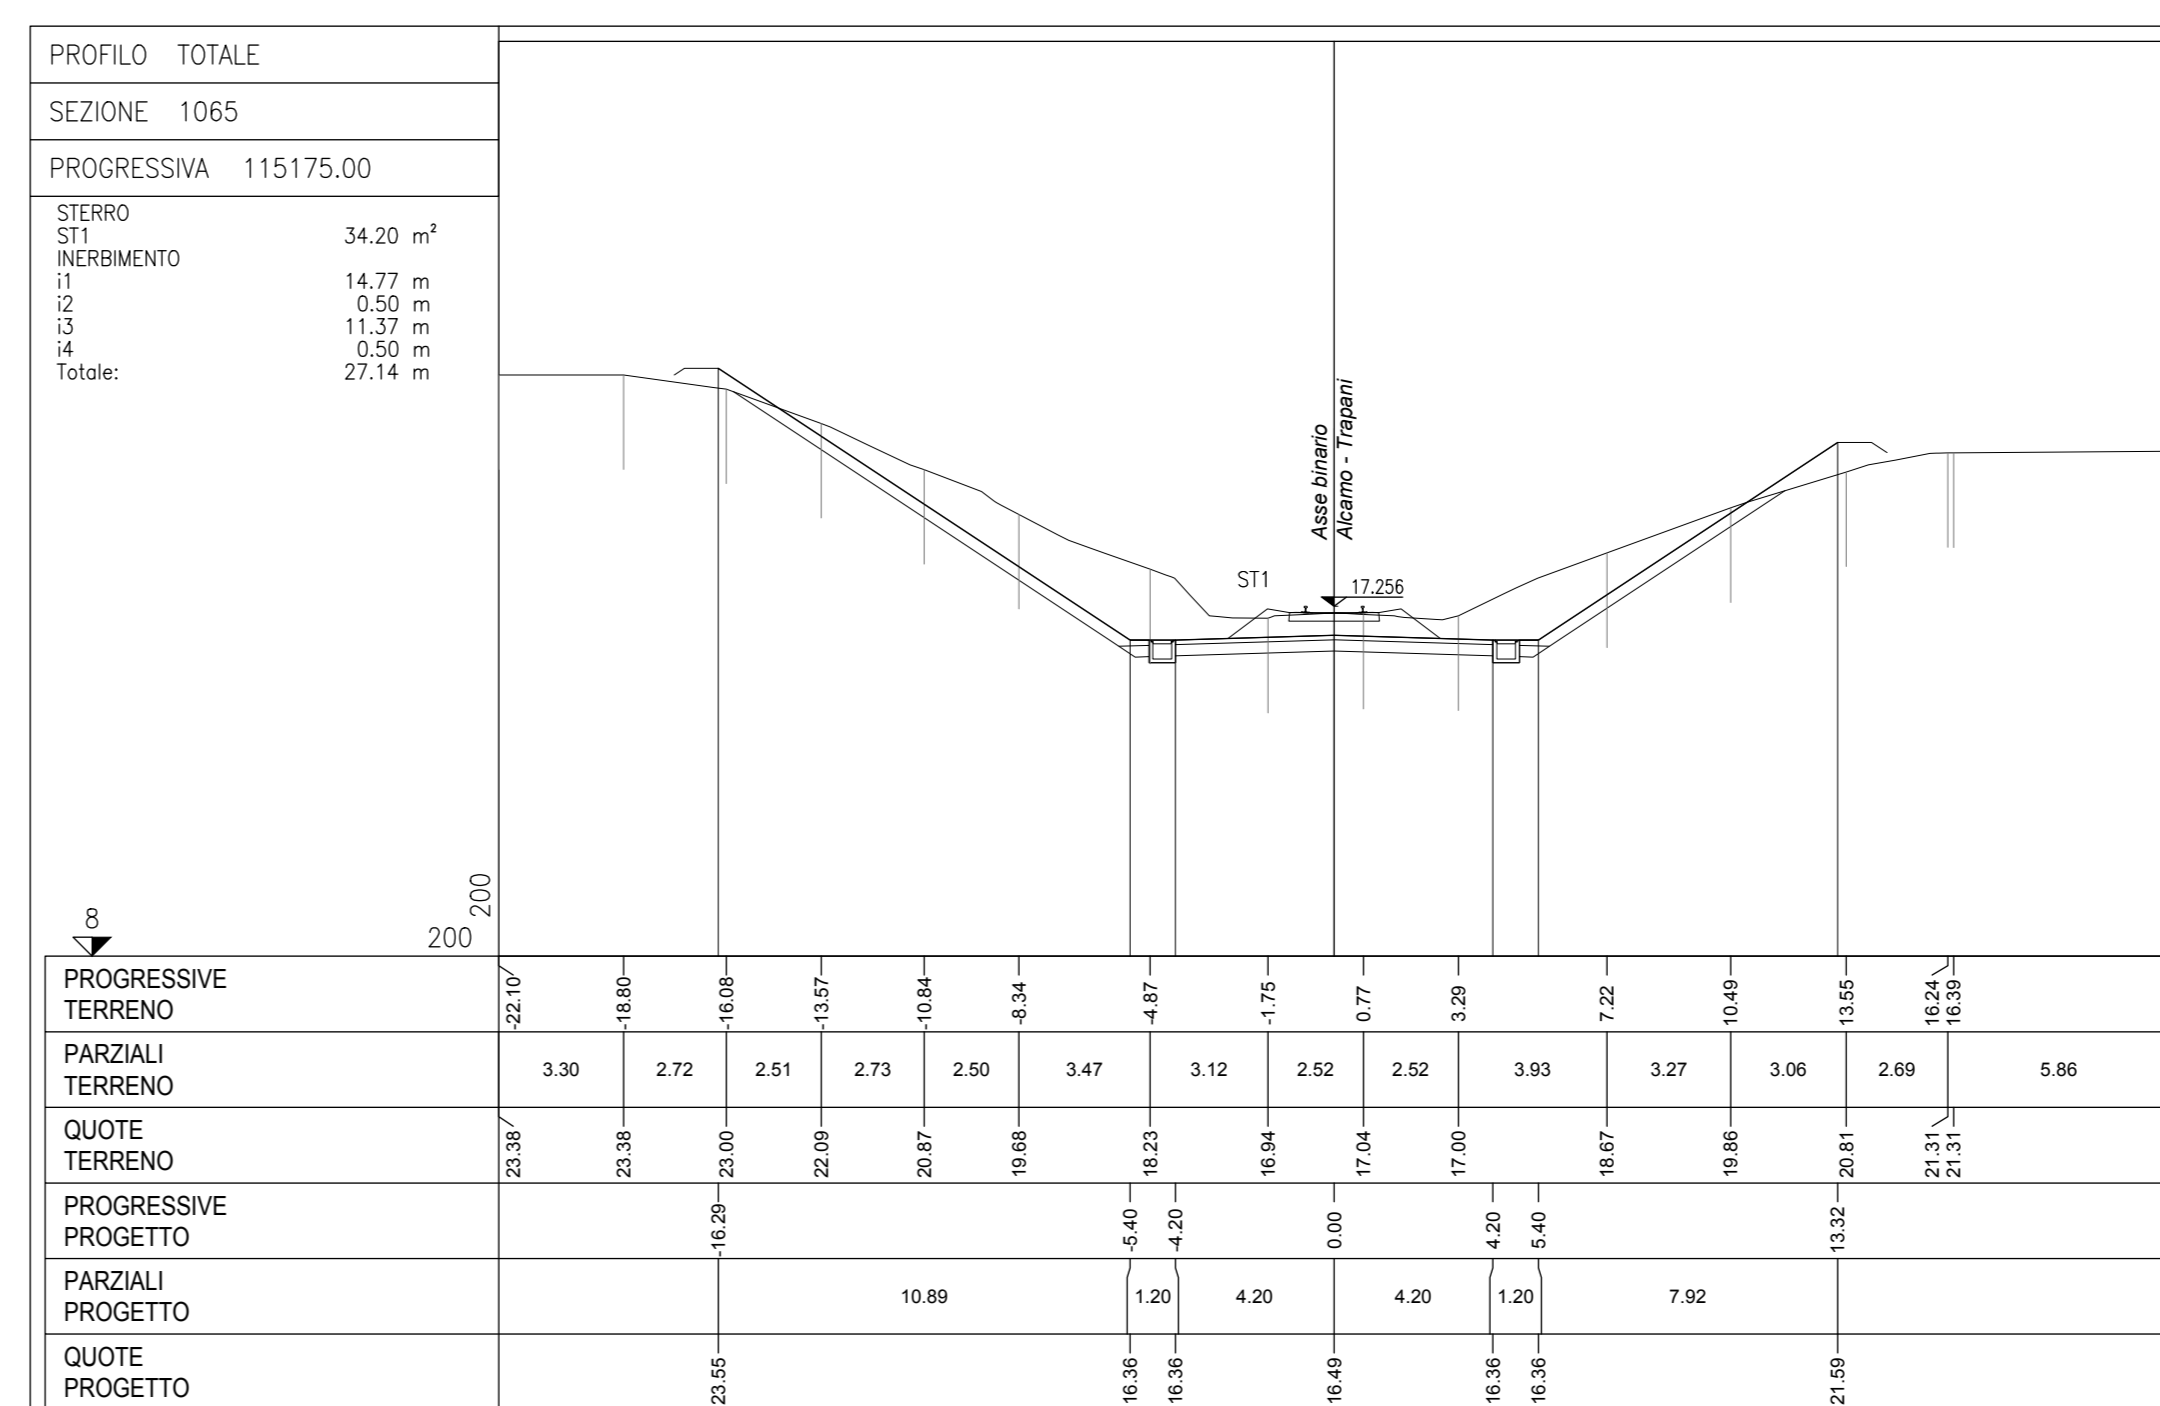 PROFILO TOTALE
SEZIONE 1065
PROGRESSIVA 115175.00
STERRO
ST1 34.20 m²
INERBIMENTO
i1 14.77 m
i2 0.50 m
i3 11.37 m
i4 0.50 m
Totale: 27.14 m
Asse binario
Alcamo - Trapani
ST1
17.256
8
200
200
PROGRESSIVE
TERRENO
-22.10 -18.80 -16.08 -13.57 -10.84 -8.34 -4.87 -1.75 0.77 3.29 7.22 10.49 13.55 16.24 16.39
PARZIALI
TERRENO
3.30 2.72 2.51 2.73 2.50 3.47 3.12 2.52 2.52 3.93 3.27 3.06 2.69 5.86
QUOTE
TERRENO
23.38 23.38 23.00 22.09 20.87 19.68 18.23 16.94 17.04 17.00 18.67 19.86 20.81 21.31 21.31
PROGRESSIVE
PROGETTO
-16.29 -5.40 -4.20 0.00 4.20 5.40 13.32
PARZIALI
PROGETTO
10.89 1.20 4.20 4.20 1.20 7.92
QUOTE
PROGETTO
23.55 16.36 16.36 16.49 16.36 16.36 21.59